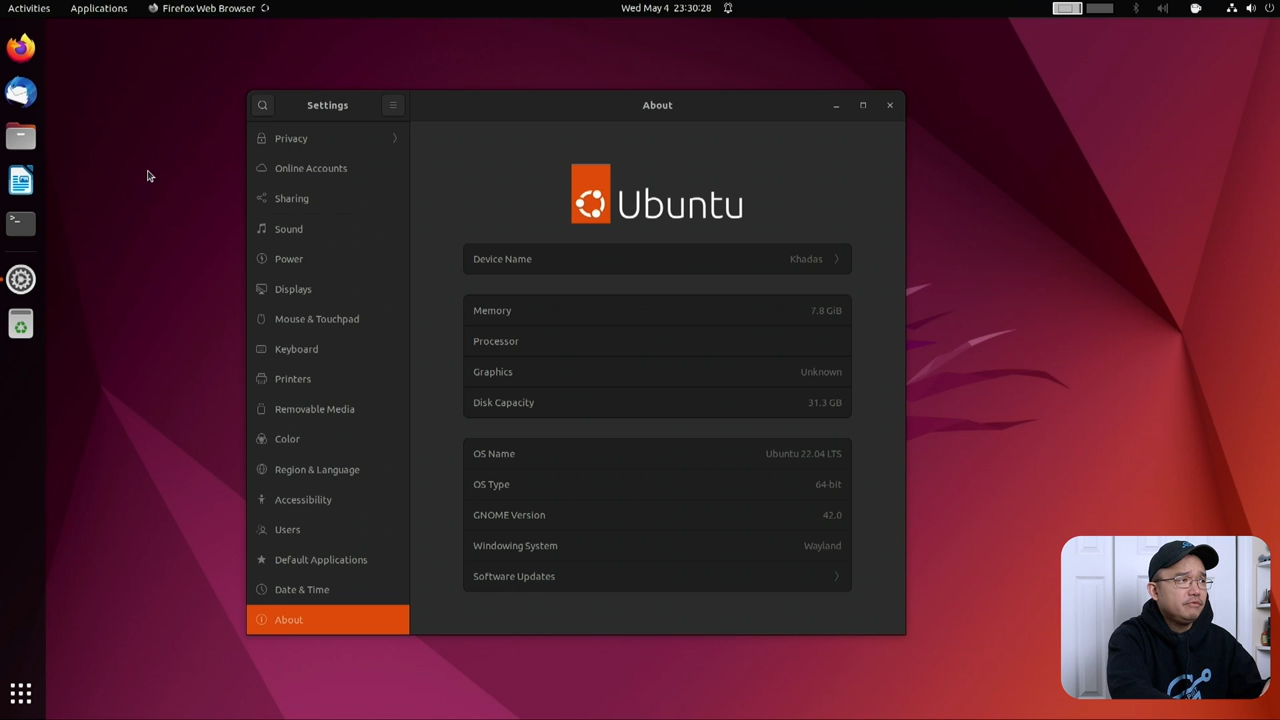 Activities Applications Firefox Web Browser Wed May 4 23:30:28
Settings About
Privacy
Online Accounts
Sharing
Sound
Power
Displays
Mouse & Touchpad
Keyboard
Printers
Removable Media
Color
Region & Language
Accessibility
Users
Default Applications
Date & Time
About
Ubuntu
Device Name Khadas
Memory 7.8 GiB
Processor
Graphics Unknown
Disk Capacity 31.3 GB
OS Name Ubuntu 22.04 LTS
OS Type 64-bit
GNOME Version 42.0
Windowing System Wayland
Software Updates